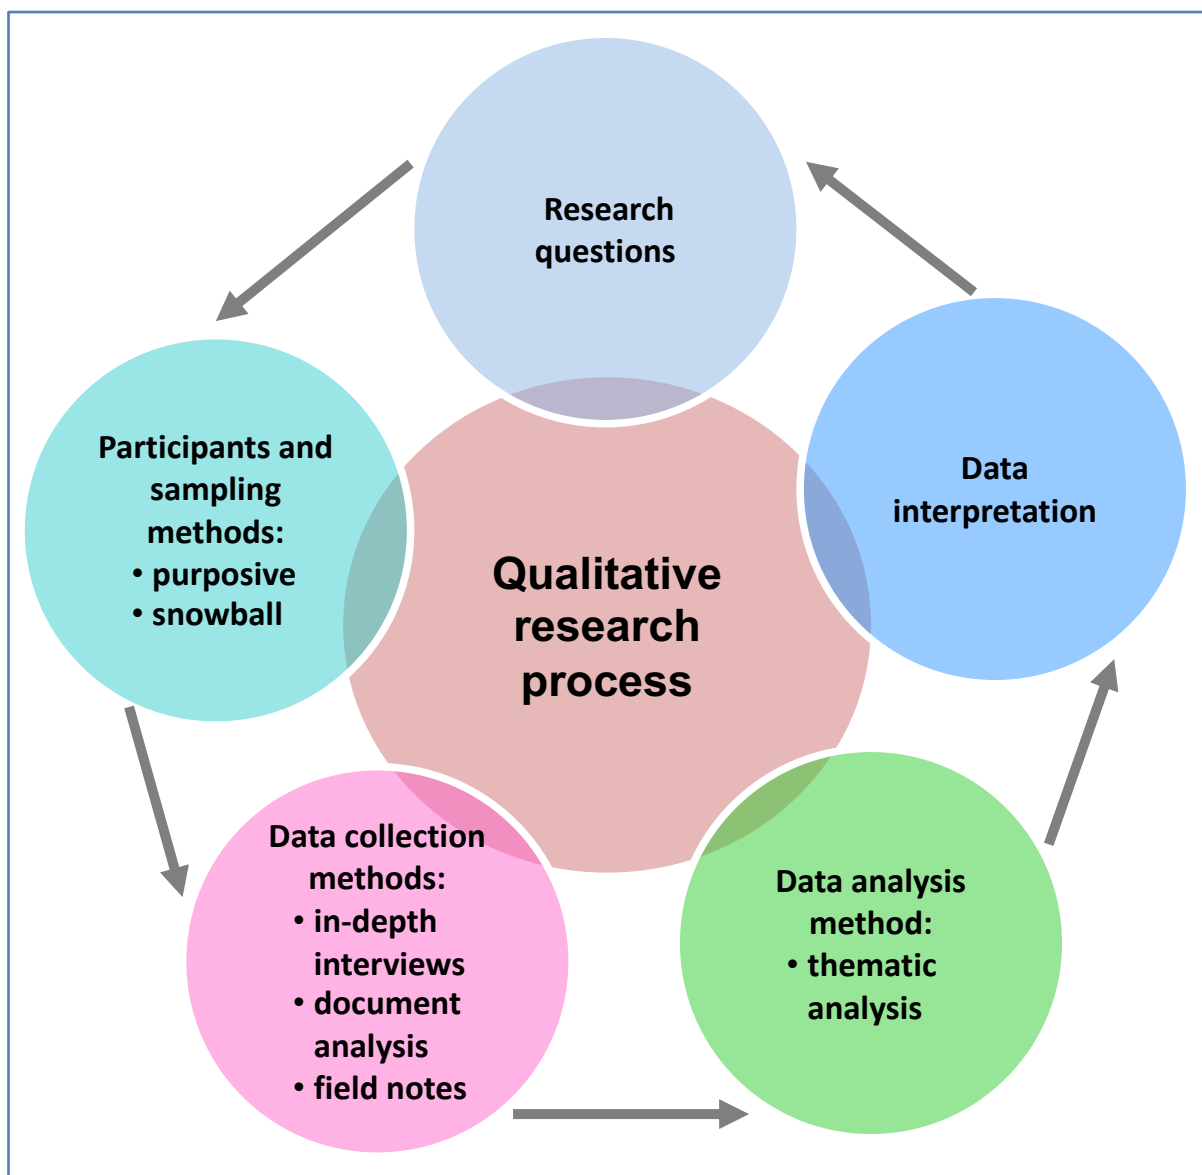 Research
questions
Participants and
sampling
methods:
• purposive
• snowball
Data
interpretation
Qualitative
research
process
Data collection
methods:
• in-depth
interviews
• document
analysis
• field notes
Data analysis
method:
• thematic
analysis